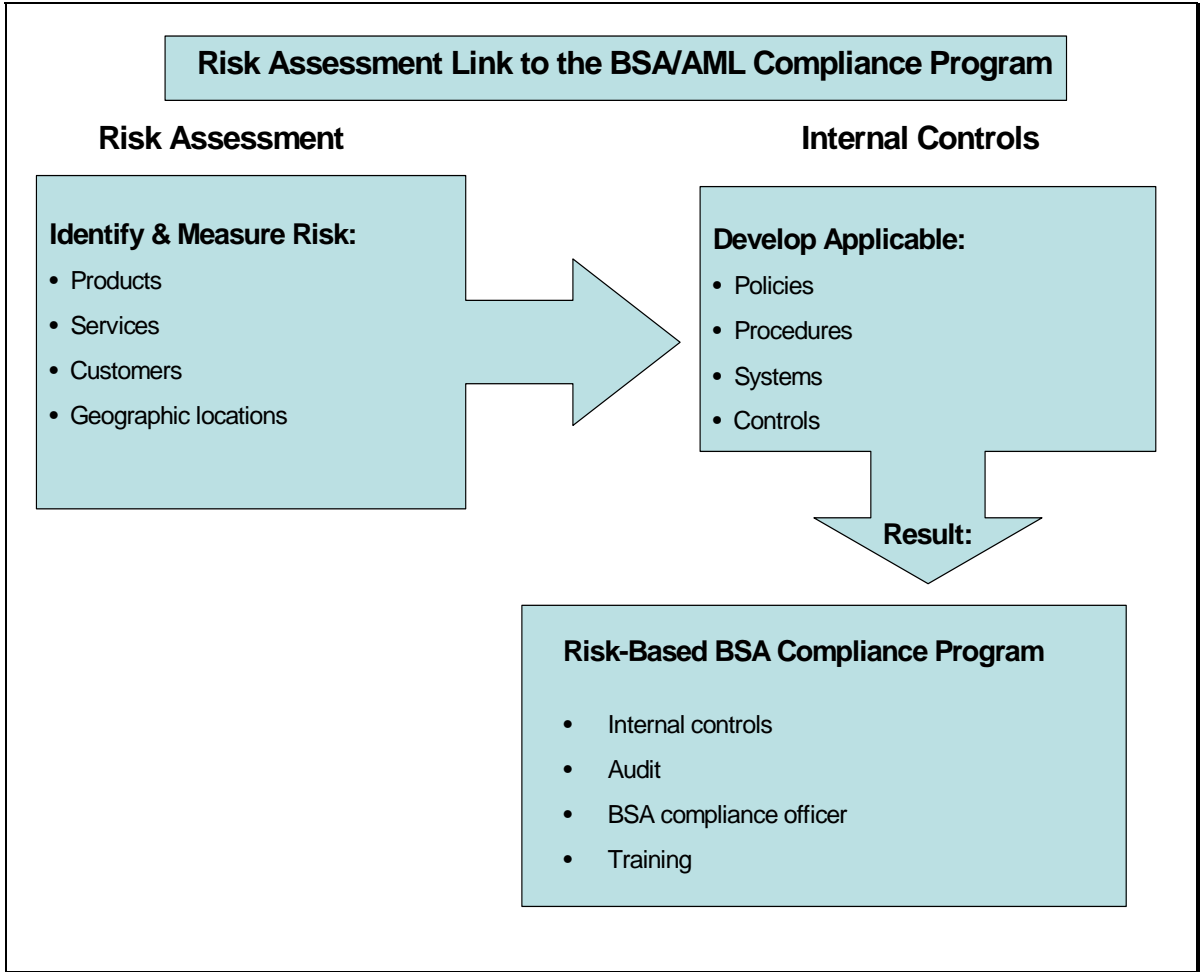 Risk Assessment Link to the BSA/AML Compliance Program
Risk Assessment
Identify & Measure Risk:
• Products
• Services
• Customers
• Geographic locations
Internal Controls
Develop Applicable:
• Policies
• Procedures
• Systems
• Controls
Result:
Risk-Based BSA Compliance Program
• Internal controls
• Audit
• BSA compliance officer
• Training